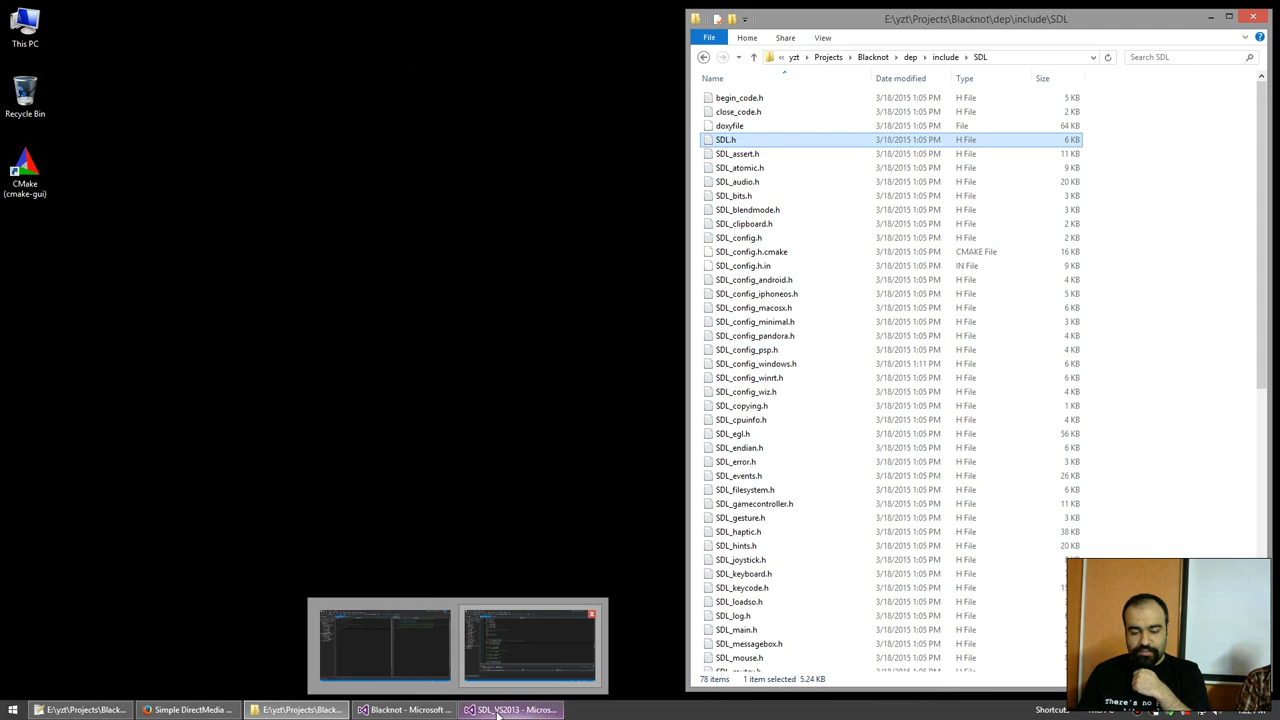 This PC
Recycle Bin
CMake
(cmake-gui)
E:\yzt\Projects\Blacknot\dep\include\SDL
File Home Share View
yzt Projects Blacknot dep include SDL
Search SDL
Name Date modified Type Size
begin_code.h 3/18/2015 1:05 PM H File 5 KB
close_code.h 3/18/2015 1:05 PM H File 2 KB
doxyfile 3/18/2015 1:05 PM File 64 KB
SDL.h 3/18/2015 1:05 PM H File 6 KB
SDL_assert.h 3/18/2015 1:05 PM H File 11 KB
SDL_atomic.h 3/18/2015 1:05 PM H File 9 KB
SDL_audio.h 3/18/2015 1:05 PM H File 20 KB
SDL_bits.h 3/18/2015 1:05 PM H File 3 KB
SDL_blendmode.h 3/18/2015 1:05 PM H File 3 KB
SDL_clipboard.h 3/18/2015 1:05 PM H File 2 KB
SDL_config.h 3/18/2015 1:05 PM H File 2 KB
SDL_config.h.cmake 3/18/2015 1:05 PM CMAKE File 16 KB
SDL_config.h.in 3/18/2015 1:05 PM IN File 9 KB
SDL_config_android.h 3/18/2015 1:05 PM H File 4 KB
SDL_config_iphoneos.h 3/18/2015 1:05 PM H File 5 KB
SDL_config_macosx.h 3/18/2015 1:05 PM H File 6 KB
SDL_config_minimal.h 3/18/2015 1:05 PM H File 3 KB
SDL_config_pandora.h 3/18/2015 1:05 PM H File 4 KB
SDL_config_psp.h 3/18/2015 1:05 PM H File 4 KB
SDL_config_windows.h 3/18/2015 1:11 PM H File 6 KB
SDL_config_winrt.h 3/18/2015 1:05 PM H File 6 KB
SDL_config_wiz.h 3/18/2015 1:05 PM H File 4 KB
SDL_copying.h 3/18/2015 1:05 PM H File 1 KB
SDL_cpuinfo.h 3/18/2015 1:05 PM H File 4 KB
SDL_egl.h 3/18/2015 1:05 PM H File 56 KB
SDL_endian.h 3/18/2015 1:05 PM H File 6 KB
SDL_error.h 3/18/2015 1:05 PM H File 3 KB
SDL_events.h 3/18/2015 1:05 PM H File 26 KB
SDL_filesystem.h 3/18/2015 1:05 PM H File 6 KB
SDL_gamecontroller.h 3/18/2015 1:05 PM H File 11 KB
SDL_gesture.h 3/18/2015 1:05 PM H File 3 KB
SDL_haptic.h 3/18/2015 1:05 PM H File 38 KB
SDL_hints.h 3/18/2015 1:05 PM H File 20 KB
SDL_joystick.h 3/18/2015 1:05 PM H File
SDL_keyboard.h 3/18/2015 1:05 PM H File
SDL_keycode.h 3/18/2015 1:05 PM H File
SDL_loadso.h 3/18/2015 1:05 PM H File
SDL_log.h 3/18/2015 1:05 PM H File
SDL_main.h 3/18/2015 1:05 PM H File
SDL_messagebox.h 3/18/2015 1:05 PM H File
SDL_mouse.h 3/18/2015 1:05 PM H File
78 items 1 item selected 5.24 KB
There's no
E:\yzt\Projects\Black... Simple DirectMedia ... E:\yzt\Projects\Black... Blacknot - Microsoft ... SDL_VS2013 - Micros... Shortcuts